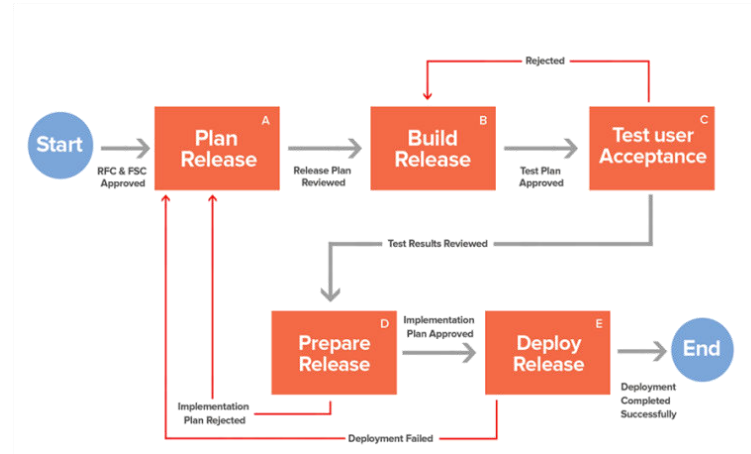 Rejected
Start
A
Plan
Release
B
Build
Release
C
Test user
Acceptance
RFC & FSC
Approved
Release Plan
Reviewed
Test Plan
Approved
Test Results Reviewed
D
Prepare
Release
Implementation
Plan Approved
E
Deploy
Release
End
Deployment
Completed
Successfully
Implementation
Plan Rejected
Deployment Failed